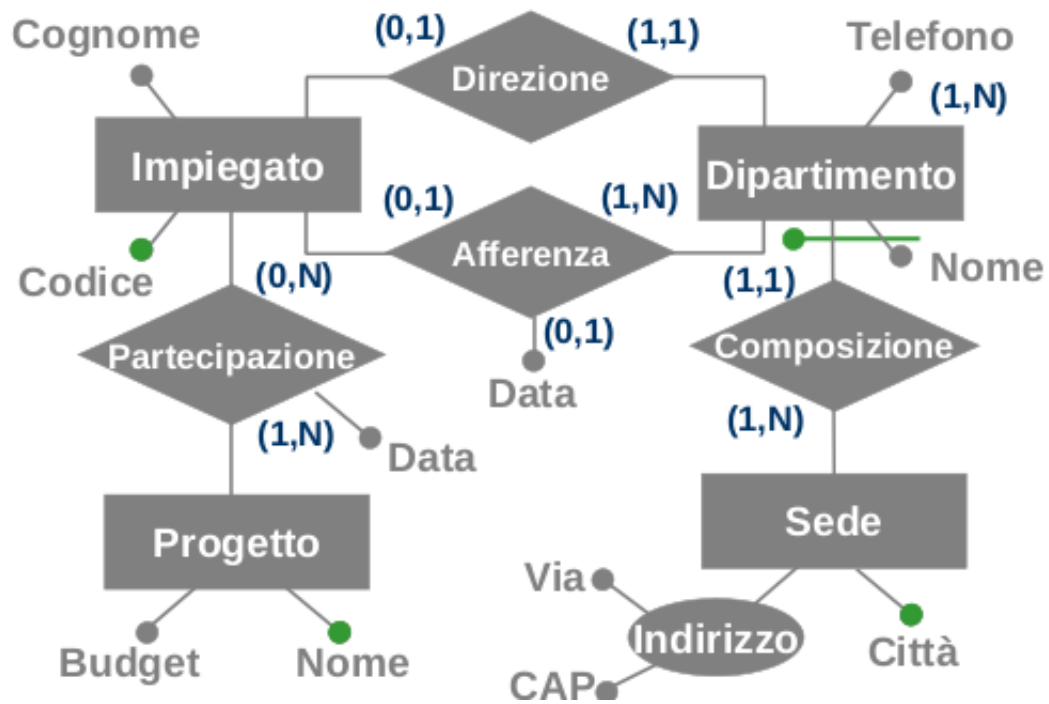 Cognome
(0,1)
(1,1)
Telefono
Direzione
(1,N)
Impiegato
Dipartimento
(0,1)
(1,N)
Afferenza
Codice
(0,N)
(1,1)
Nome
Partecipazione
(0,1)
Composizione
Data
(1,N)
(1,N)
Data
Progetto
Sede
Via
Indirizzo
Budget
Nome
Città
CAP